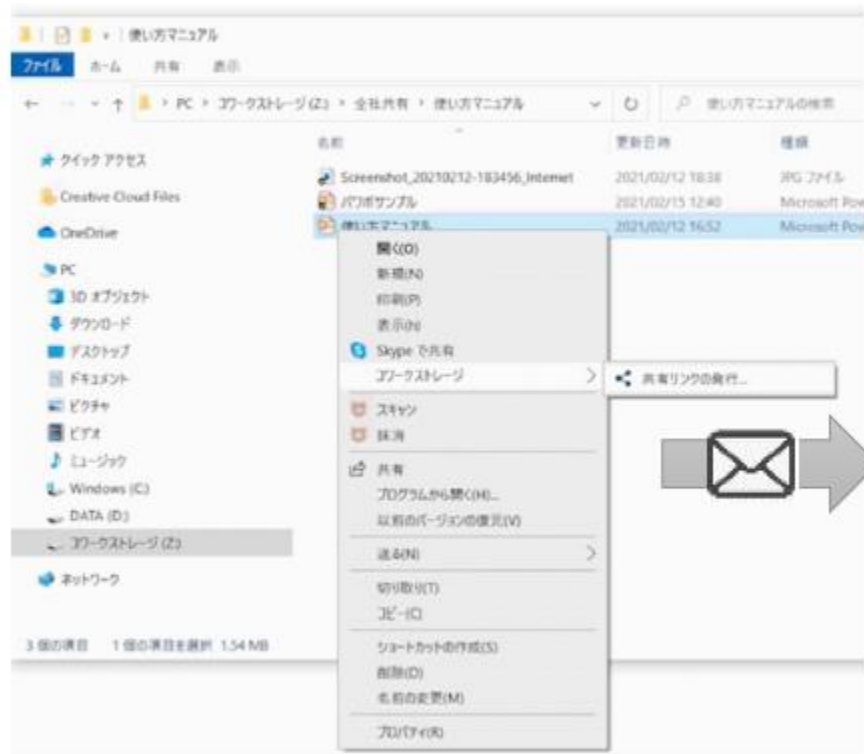 使い方マニュアル
ファイル ホーム 共有 表示
PC › コワークストレージ (Z:) › 全社共有 › 使い方マニュアル 使い方マニュアルの検索
名前 更新日時 種類
クイック アクセス
Creative Cloud Files
OneDrive
PC
3D オブジェクト
ダウンロード
デスクトップ
ドキュメント
ピクチャ
ビデオ
ミュージック
Windows (C:)
DATA (D:)
コワークストレージ (Z:)
ネットワーク
3 個の項目 1 個の項目を選択 1.54 MB
Screenshot_20210212-183456_Internet 2021/02/12 18:38 JPG ファイル
パワポサンプル 2021/02/15 12:40 Microsoft Pow
使い方マニュアル 2021/02/12 16:52 Microsoft Pow
開く(O)
新規(N)
印刷(P)
表示(h)
Skype で共有
コワークストレージ
共有リンクの発行...
スキャン
抹消
共有
プログラムから開く(H)...
以前のバージョンの復元(V)
送る(N)
切り取り(T)
コピー(C)
ショートカットの作成(S)
削除(D)
名前の変更(M)
プロパティ(R)